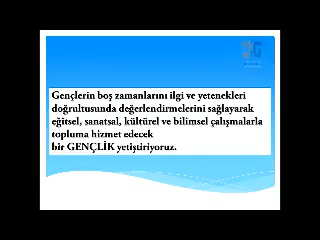 Gençlerin boş zamanlarını ilgi ve yetenekleri
doğrultusunda değerlendirmelerini sağlayarak
eğitsel, sanatsal, kültürel ve bilimsel çalışmalarla
topluma hizmet edecek
bir GENÇLİK yetiştiriyoruz.